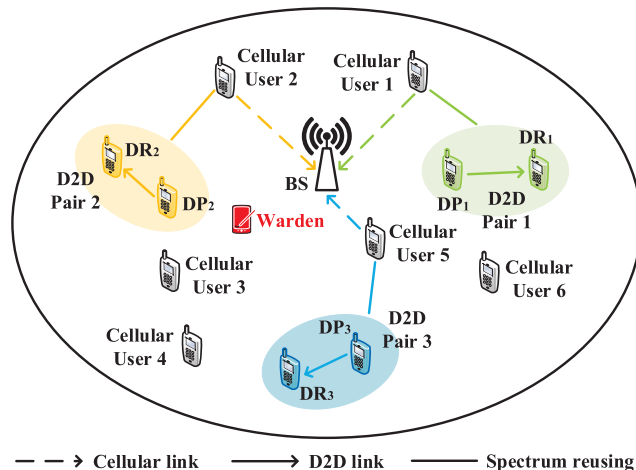 Cellular
User 2
Cellular
User 1
DR2
D2D
Pair 2
DP2
BS
Warden
DR1
DP1
D2D
Pair 1
Cellular
User 5
Cellular
User 3
Cellular
User 6
Cellular
User 4
DP3
D2D
Pair 3
DR3
Cellular link
D2D link
Spectrum reusing